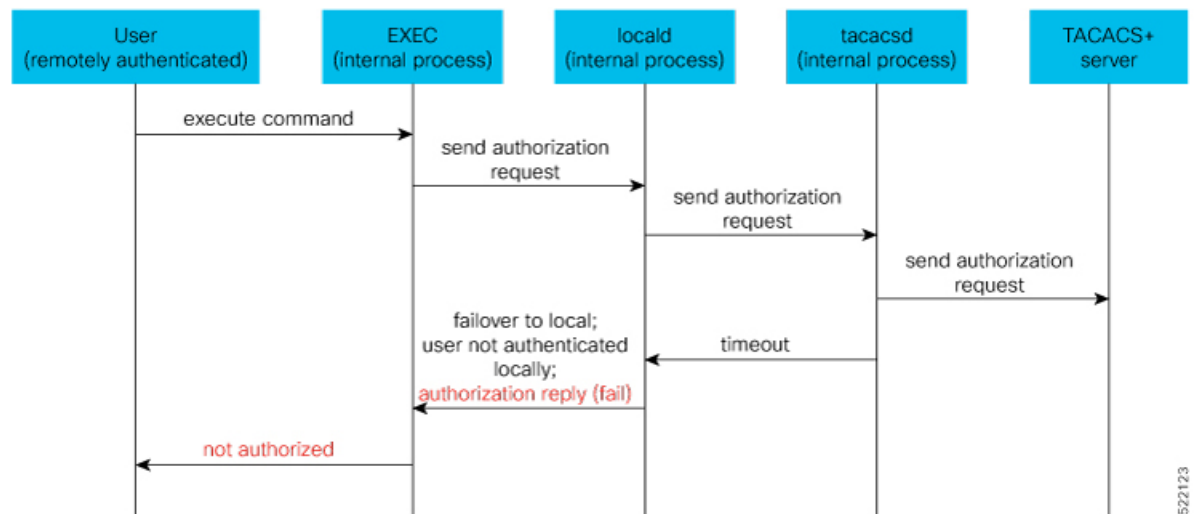 User
(remotely authenticated)
EXEC
(internal process)
locald
(internal process)
tacacsd
(internal process)
TACACS+
server
execute command
send authorization
request
send authorization
request
send authorization
request
failover to local;
user not authenticated
locally;
authorization reply (fail)
timeout
not authorized
522123